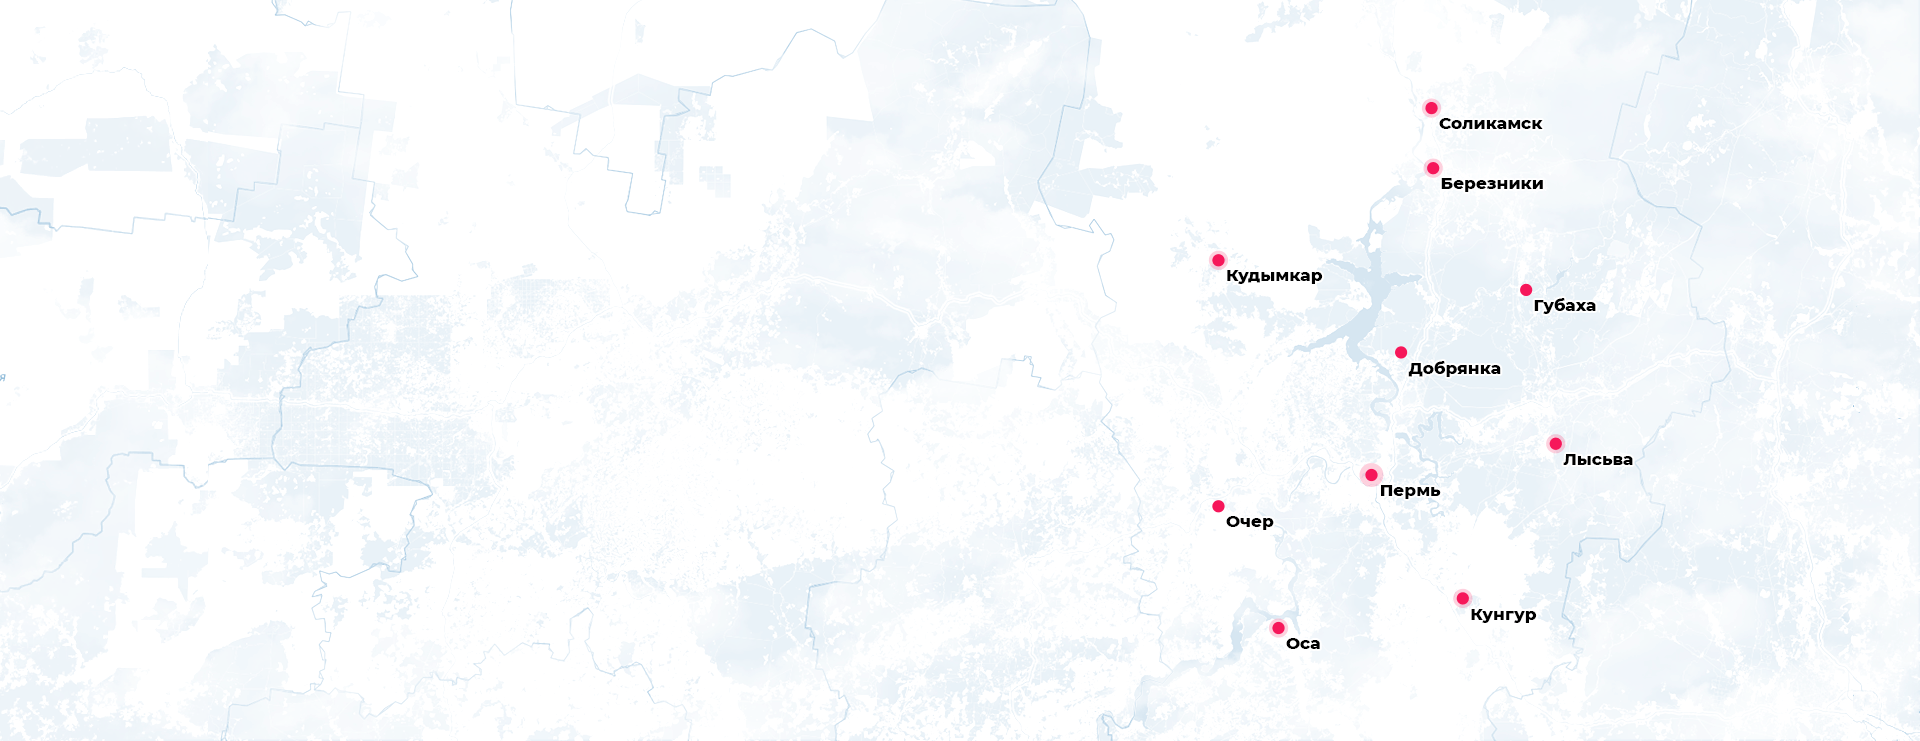 Соликамск
Березники
Кудымкар
Губаха
Добрянка
я
Лысьва
Пермь
Очер
Кунгур
Оса